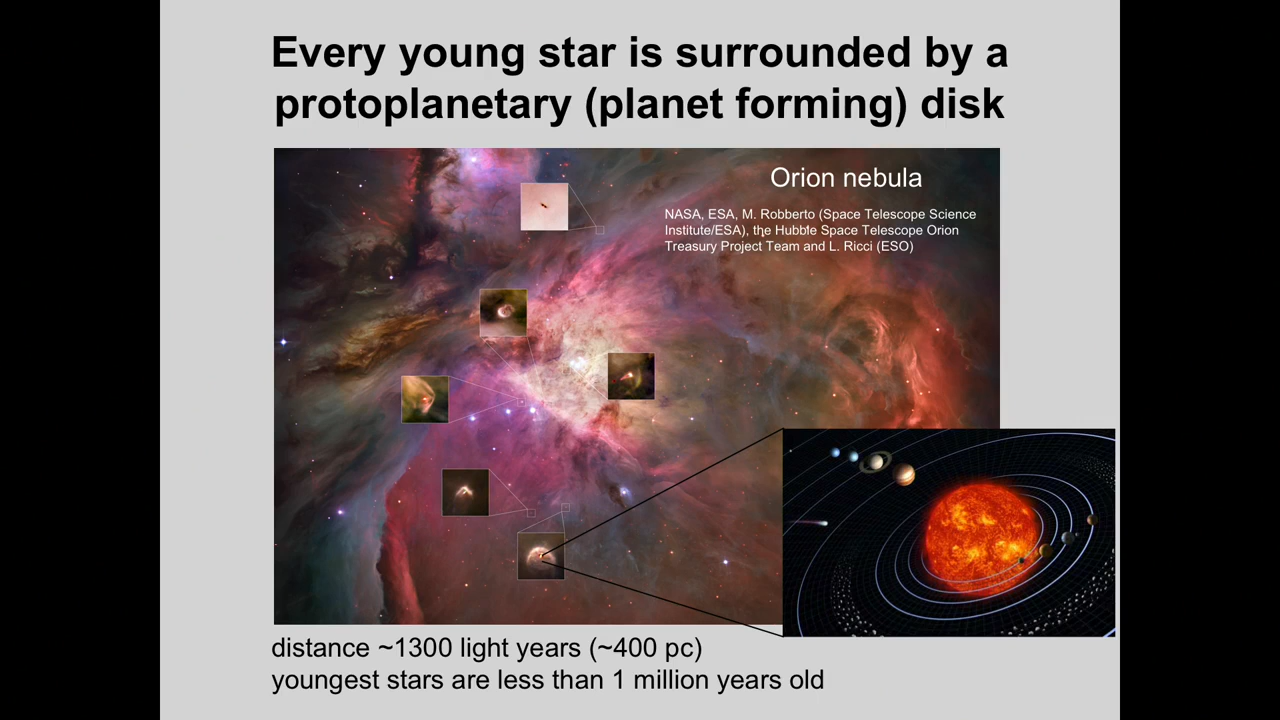 Every young star is surrounded by a
protoplanetary (planet forming) disk
Orion nebula
NASA, ESA, M. Robberto (Space Telescope Science
Institute/ESA), the Hubble Space Telescope Orion
Treasury Project Team and L. Ricci (ESO)
distance ~1300 light years (~400 pc)
youngest stars are less than 1 million years old